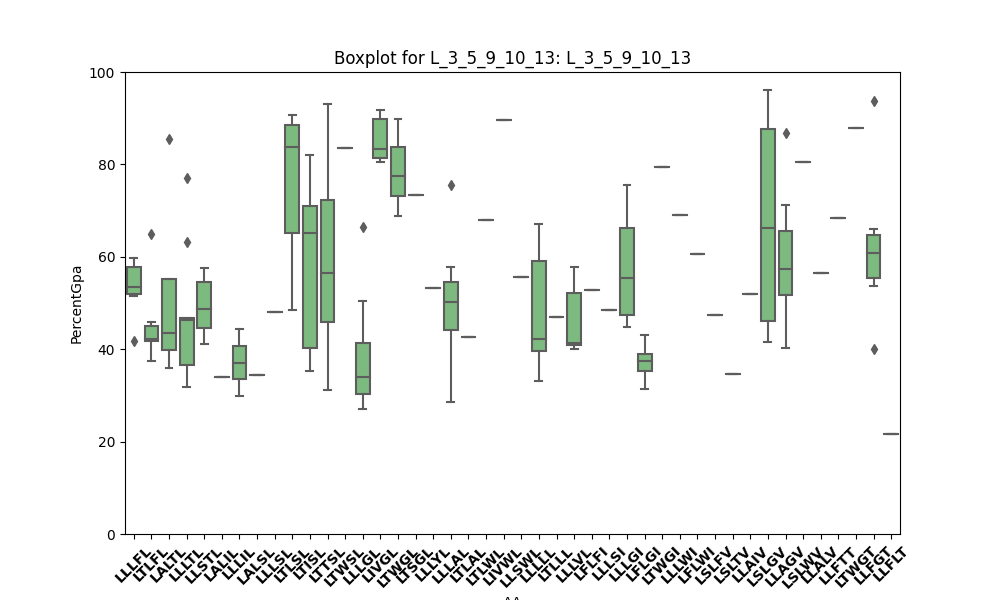 Boxplot for L_3_5_9_10_13: L_3_5_9_10_13
100
80
60
40
20
0
PercentGpa
LLLFL
LTLFL
LALTL
LLLTL
LLSTL
LALIL
LLLIL
LALSL
LLLSL
LTLSL
LTISL
LITSL
LTWSL
LLLGL
LIVGL
LTWGL
LTSGL
LLLYL
LLLAL
LTLAL
LTLWL
LIVWL
LLSWL
LLLLL
LTLLL
LLLVL
LFLFI
LLLSI
LLLGI
LFLGI
LTWGI
LLLWI
LFLWI
LSLFV
LSLTV
LLAIV
LSLGV
LLAGV
LSLWV
LLALV
LLFTT
LTWGT
LLFGT
LLFLT